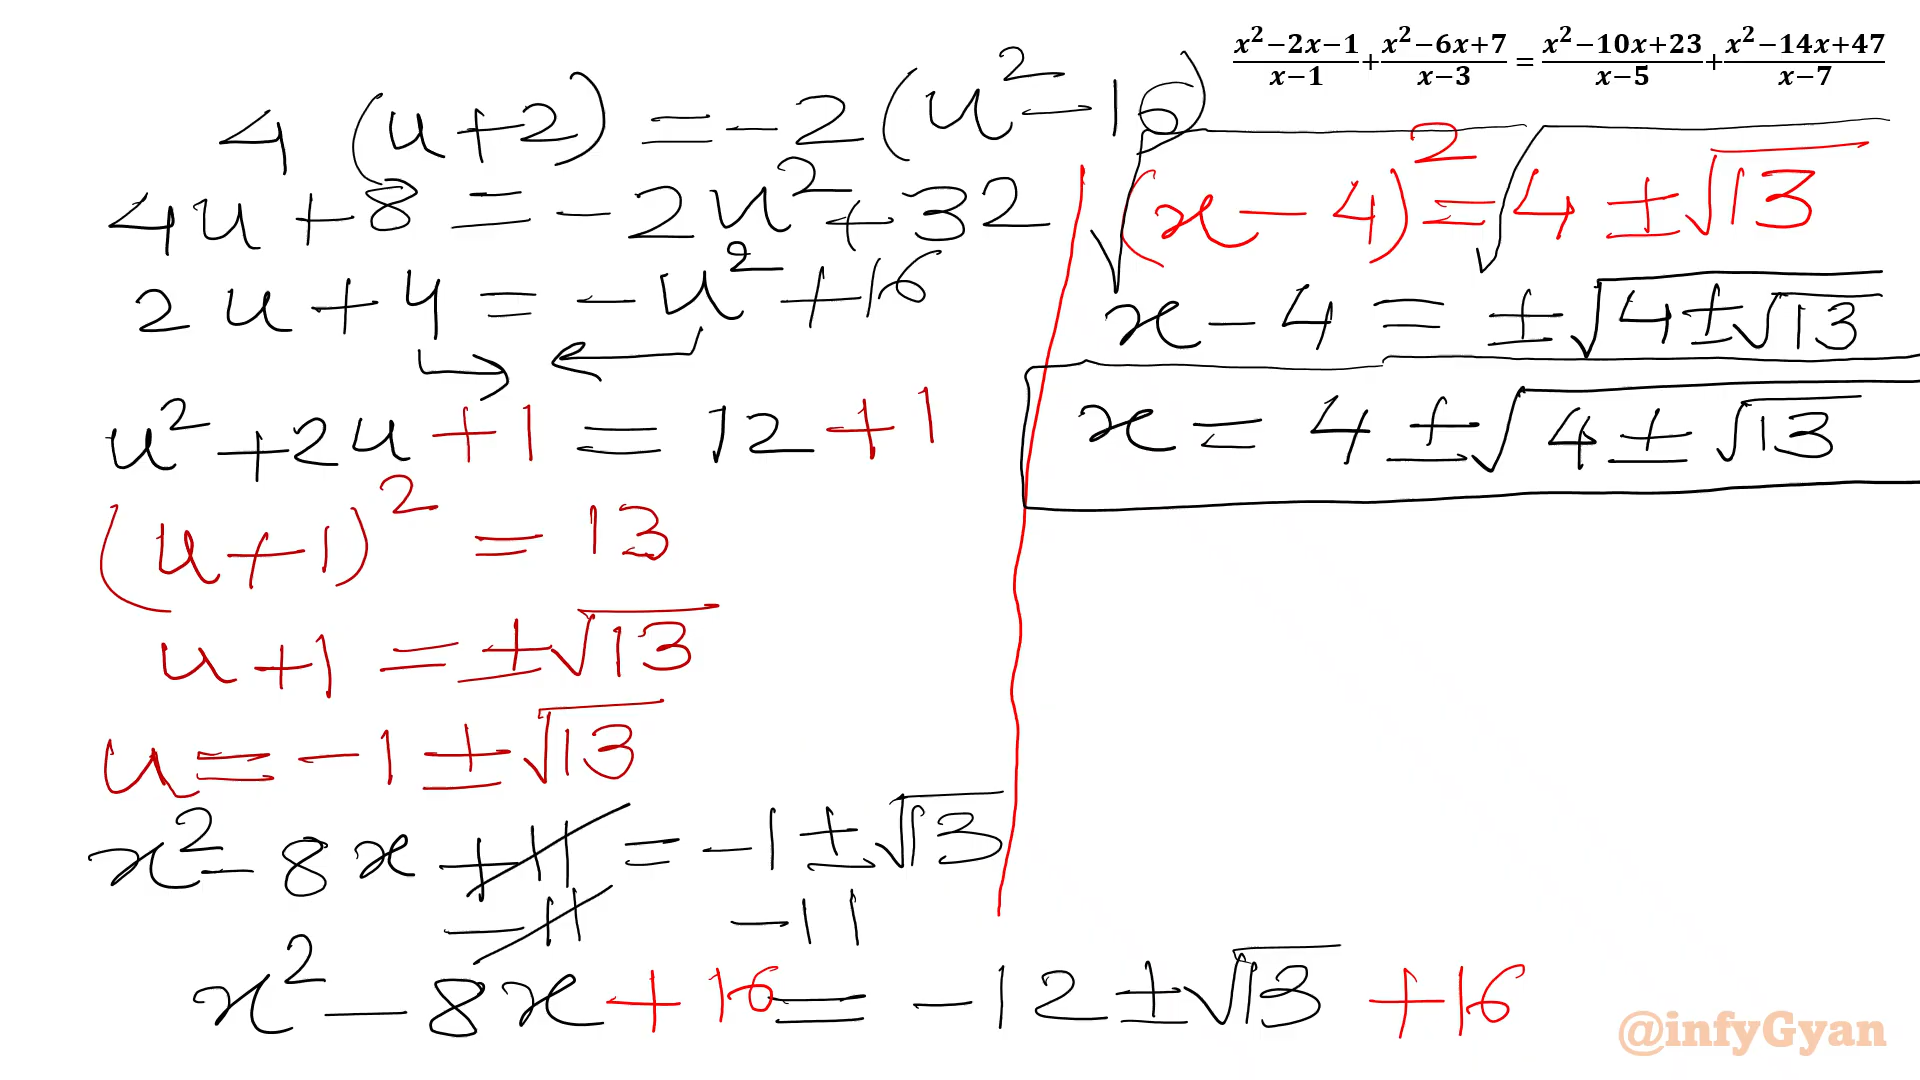 (x²−2x−1)/(x−1) + (x²−6x+7)/(x−3) = (x²−10x+23)/(x−5) + (x²−14x+47)/(x−7)
4 (u+2) = −2 (u²−16)
4u+8 = −2u²+32
2u+4 = −u²+16
u²+2u+1 = 12+1
(u+1)² = 13
u+1 = ±√13
u = −1±√13
x²−8x+11 = −1±√13
−11 −11
x²−8x+16 = −12±√13 +16
√(x−4)² = √4±√13
x−4 = ±√(4±√13)
x = 4±√(4±√13)
@infyGyan